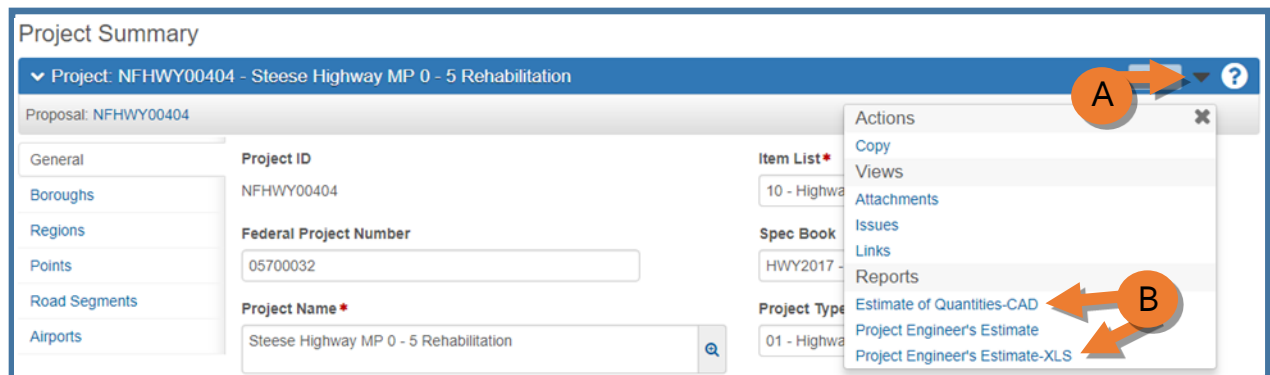 Project Summary
Project: NFHWY00404 - Steese Highway MP 0 - 5 Rehabilitation
A
?
Proposal: NFHWY00404
General
Boroughs
Regions
Points
Road Segments
Airports
Project ID
NFHWY00404
Federal Project Number
05700032
Project Name*
Steese Highway MP 0 - 5 Rehabilitation
Item List*
10 - Highwa
Spec Book
HWY2017 -
Project Type
01 - Highwa
Actions
Copy
Views
Attachments
Issues
Links
Reports
Estimate of Quantities-CAD
Project Engineer's Estimate
Project Engineer's Estimate-XLS
B